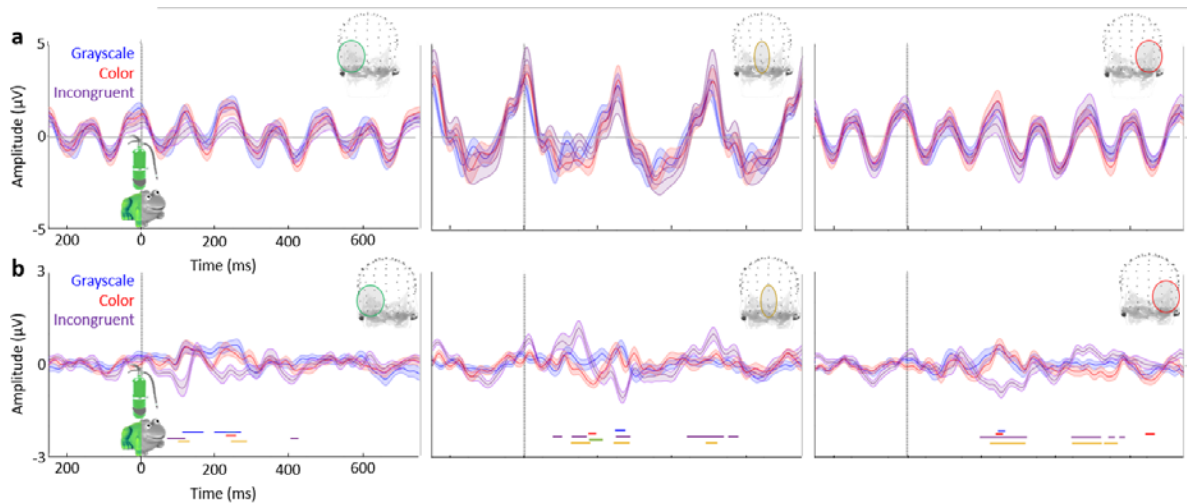 a
5
0
-5
Amplitude (µV)
Grayscale
Color
Incongruent
200
0
200
400
600
Time (ms)
b
3
0
-3
Amplitude (µV)
Grayscale
Color
Incongruent
200
0
200
400
600
Time (ms)